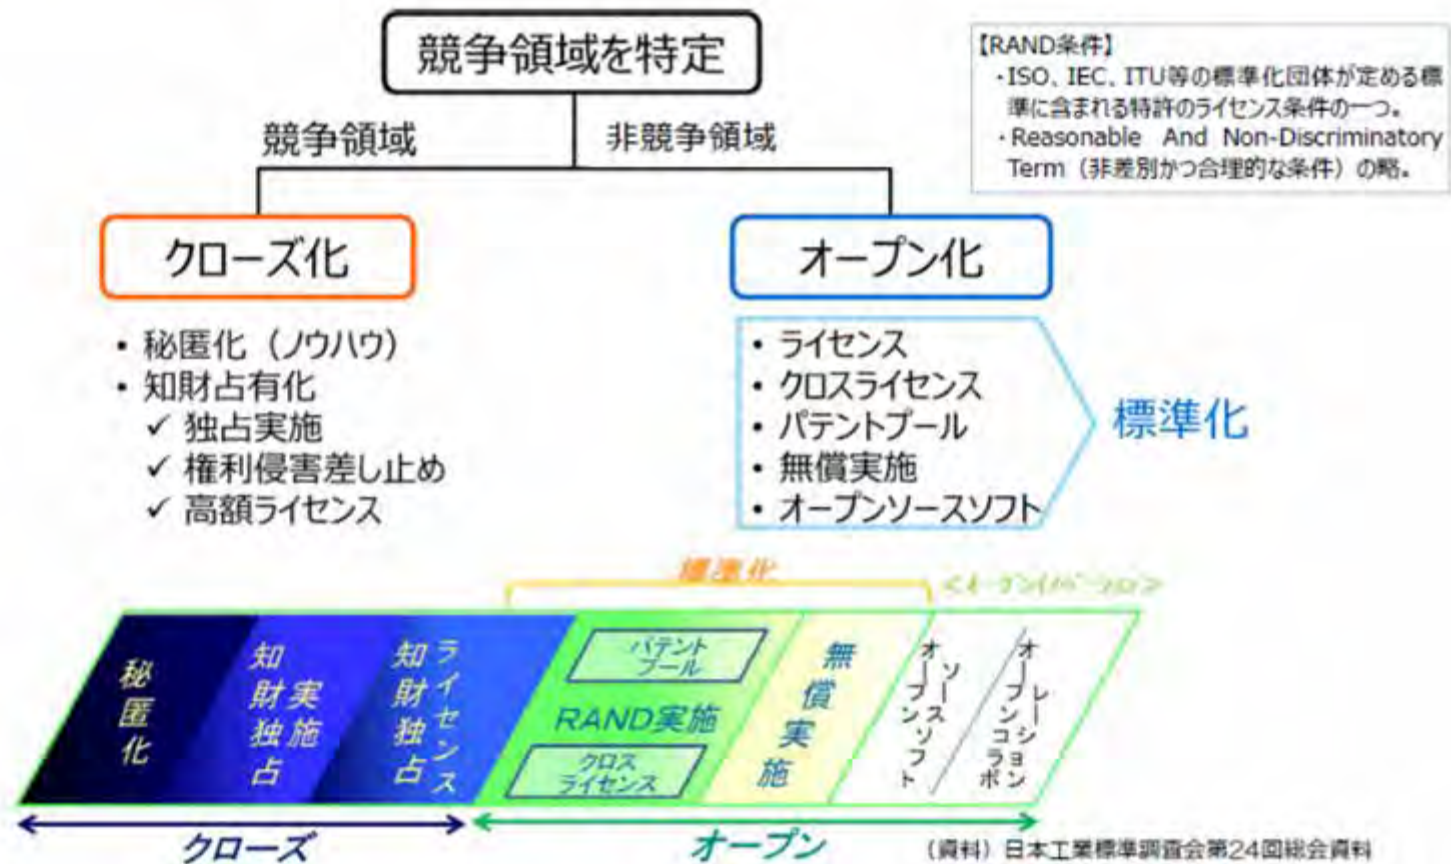 競争領域を特定
【RAND条件】
・ISO、IEC、ITU等の標準化団体が定める標
準に含まれる特許のライセンス条件の一つ。
・Reasonable And Non-Discriminatory
Term（非差別かつ合理的な条件）の略。
競争領域
非競争領域
クローズ化
オープン化
・秘匿化（ノウハウ）
・知財占有化
✓ 独占実施
✓ 権利侵害差し止め
✓ 高額ライセンス
・ライセンス
・クロスライセンス
・パテントプール
・無償実施
・オープンソースソフト
標準化
標準化
<オープンイノベーション>
秘匿化
知財独占
実施
知財独占
ライセンス
パテント
プール
RAND実施
クロス
ライセンス
無償実施
オープン
ソース
ソフト
オープンコラボ
レーション
クローズ
オープン
（資料）日本工業標準調査会第24回総会資料